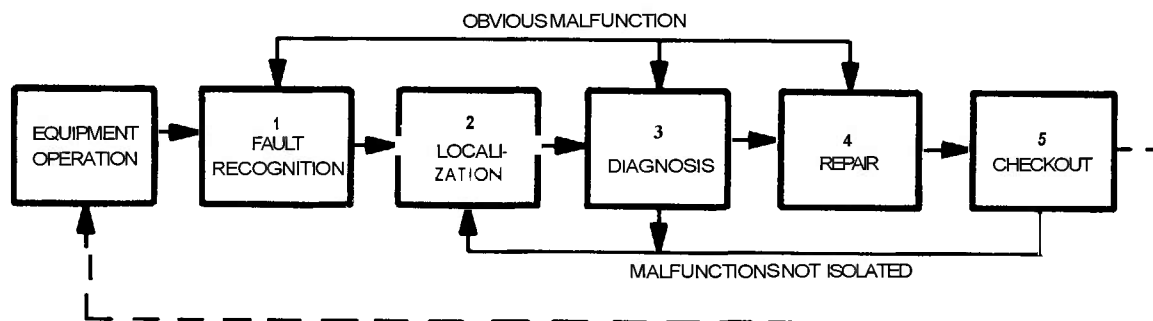 OBVIOUS MALFUNCTION
EQUIPMENT
OPERATION
1
FAULT
RECOGNITION
2
LOCALI-
ZATION
3
DIAGNOSIS
4
REPAIR
5
CHECKOUT
MALFUNCTIONS NOT ISOLATED